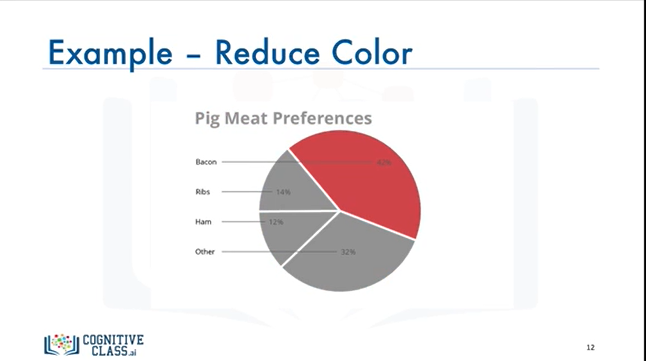 Example – Reduce Color
Pig Meat Preferences
Bacon 42%
Ribs 14%
Ham 12%
Other 32%
COGNITIVE
CLASS.ai
12